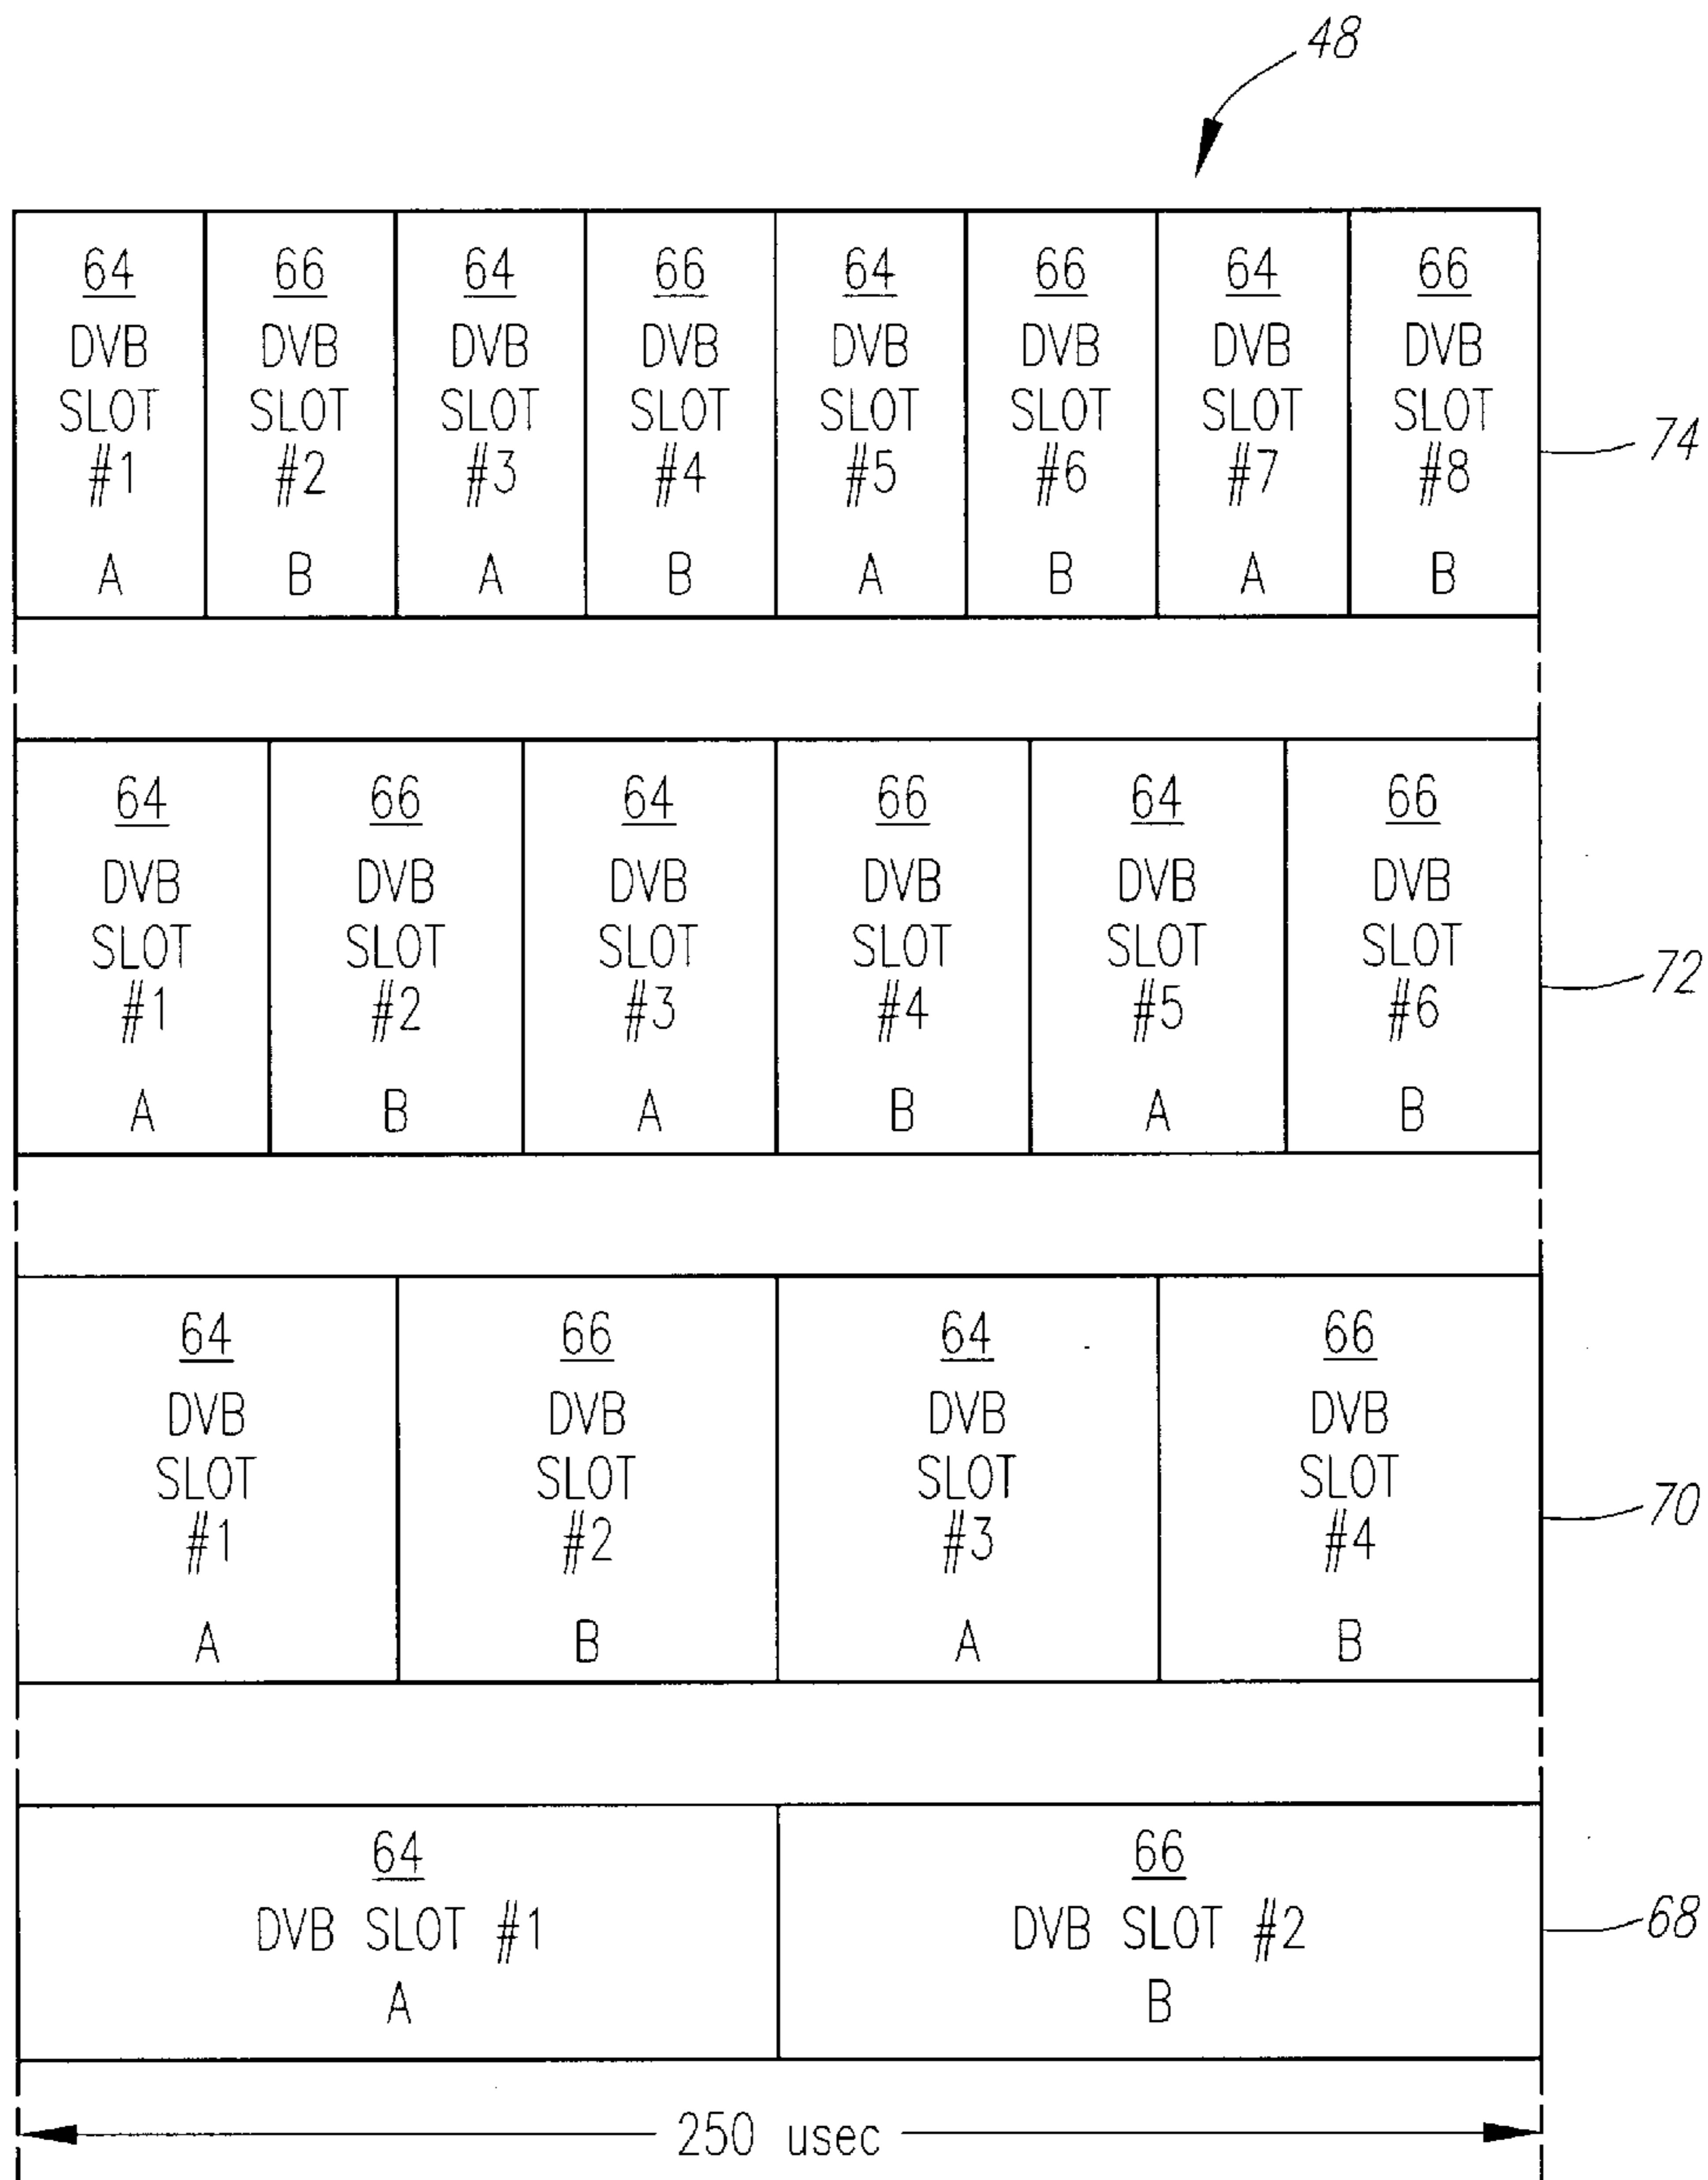 48
64 66 64 66 64 66 64 66
DVB DVB DVB DVB DVB DVB DVB DVB
SLOT SLOT SLOT SLOT SLOT SLOT SLOT SLOT
#1 #2 #3 #4 #5 #6 #7 #8
A B A B A B A B
74
64 66 64 66 64 66
DVB DVB DVB DVB DVB DVB
SLOT SLOT SLOT SLOT SLOT SLOT
#1 #2 #3 #4 #5 #6
A B A B A B
72
64 66 64 66
DVB DVB DVB DVB
SLOT SLOT SLOT SLOT
#1 #2 #3 #4
A B A B
70
64 66
DVB SLOT #1 DVB SLOT #2
A B
68
250 usec